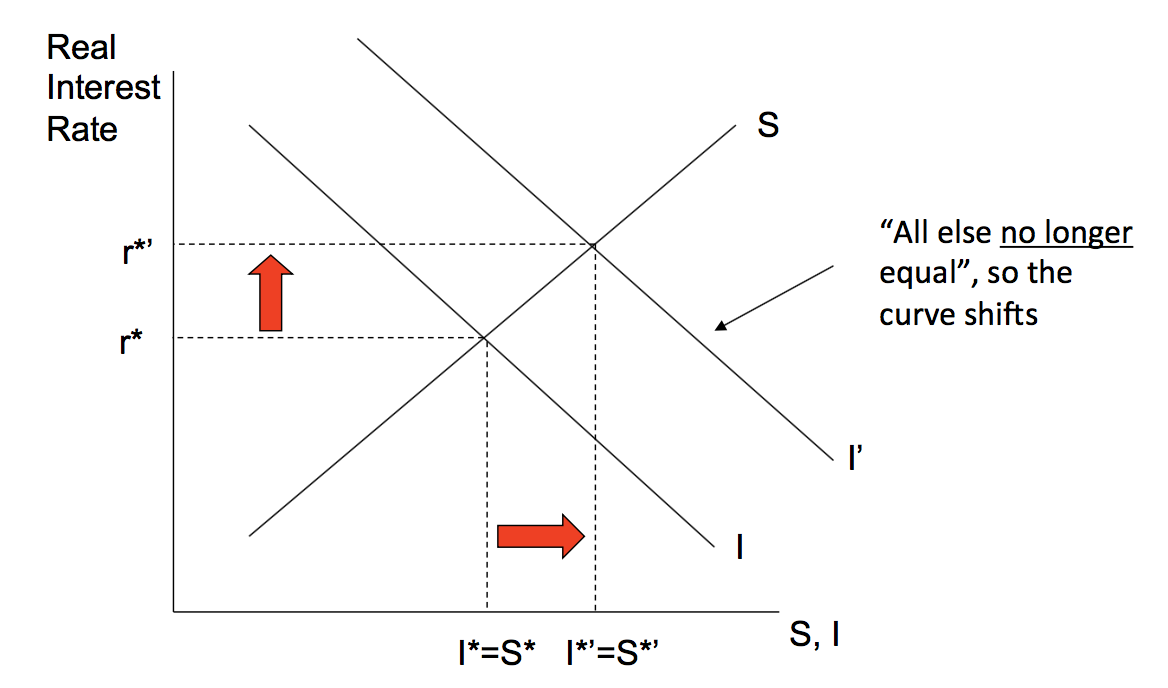 Real
Interest
Rate
S
“All else no longer
equal”, so the
curve shifts
r*’
r*
I’
I
S, I
I*=S*
I*’=S*’